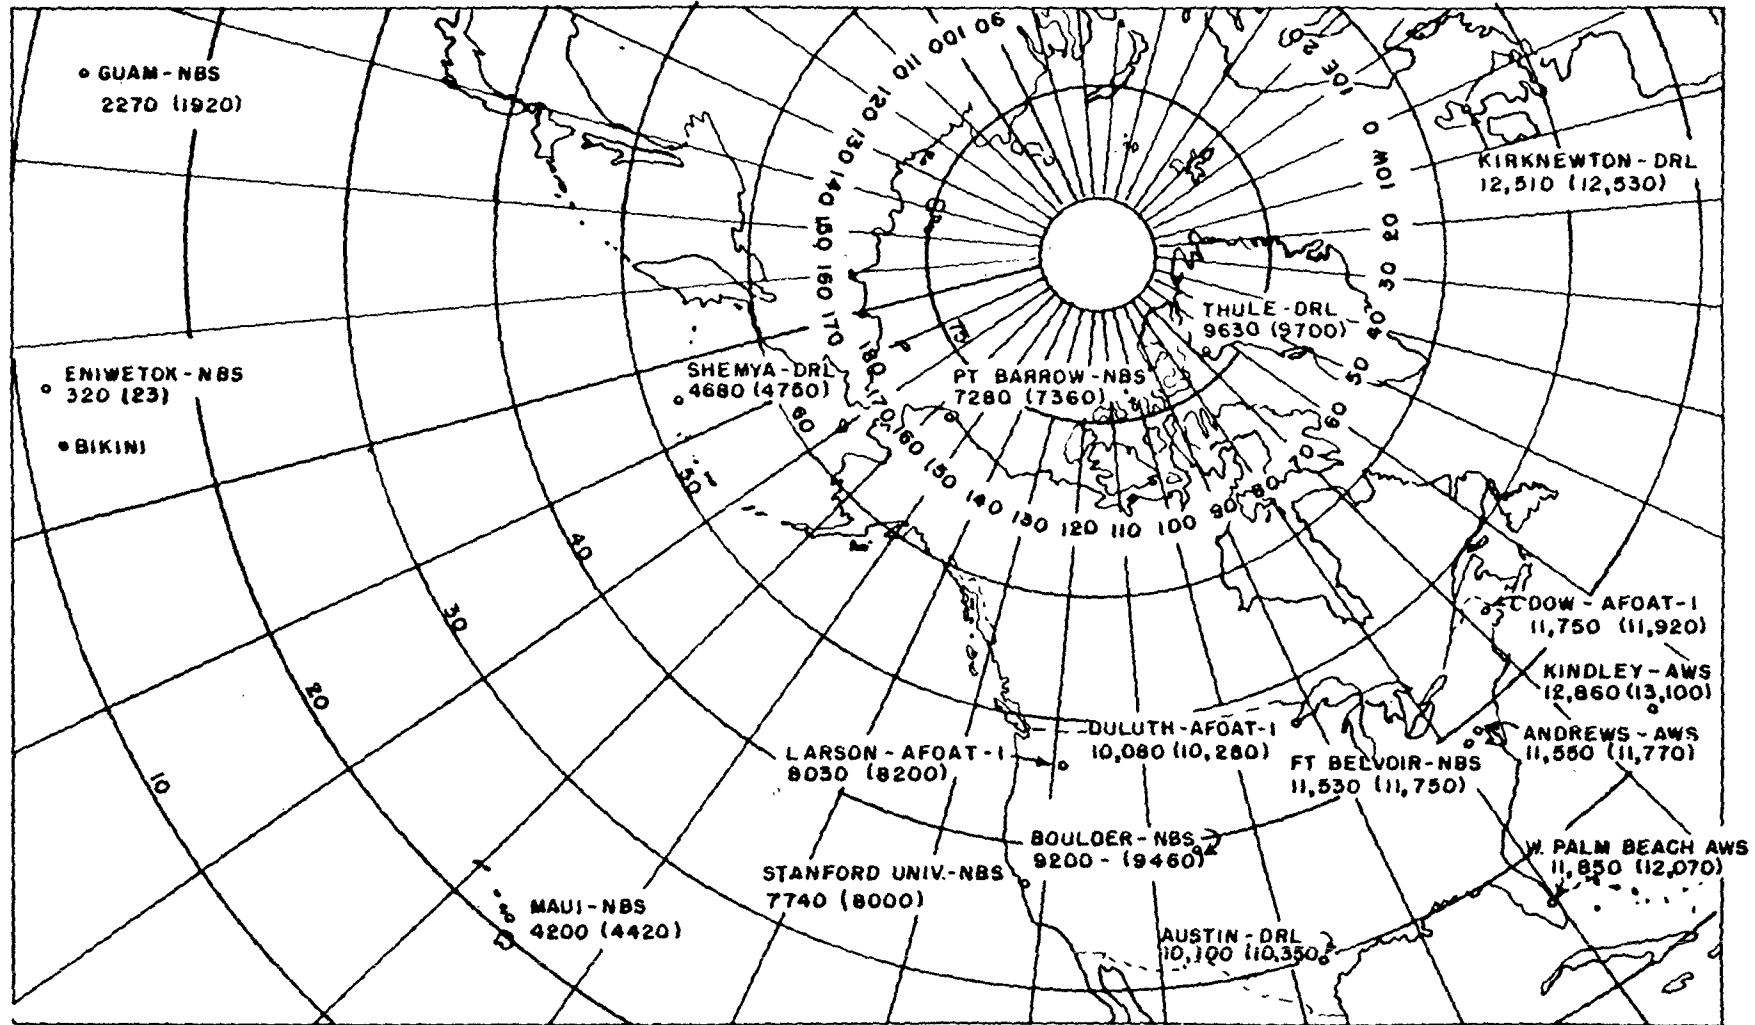 GUAM-NBS
2270 (1920)
90 100 110 120 130 140 150 160 170 180 170 160 150 140 130 120 110 100 90 80 70 60 50 40 30 20 10W 0 10E 20
KIRKNEWTON-DRL
12,510 (12,530)
THULE-DRL
9630 (9700)
75
ENIWETOK-NBS
320 (23)
SHEMYA-DRL
4680 (4750)
PT BARROW-NBS
7280 (7360)
BIKINI
60
50
40
30
20
10
DOW-AFOAT-1
11,750 (11,920)
KINDLEY-AWS
12,860 (13,100)
DULUTH-AFOAT-1
10,080 (10,280)
ANDREWS-AWS
11,550 (11,770)
LARSON-AFOAT-1
8030 (8200)
FT BELVOIR-NBS
11,530 (11,750)
BOULDER-NBS
9200-(9460)
W. PALM BEACH AWS
11,850 (12,070)
STANFORD UNIV.-NBS
7740 (8000)
MAUI-NBS
4200 (4420)
AUSTIN-DRL
10,100 (10,350)